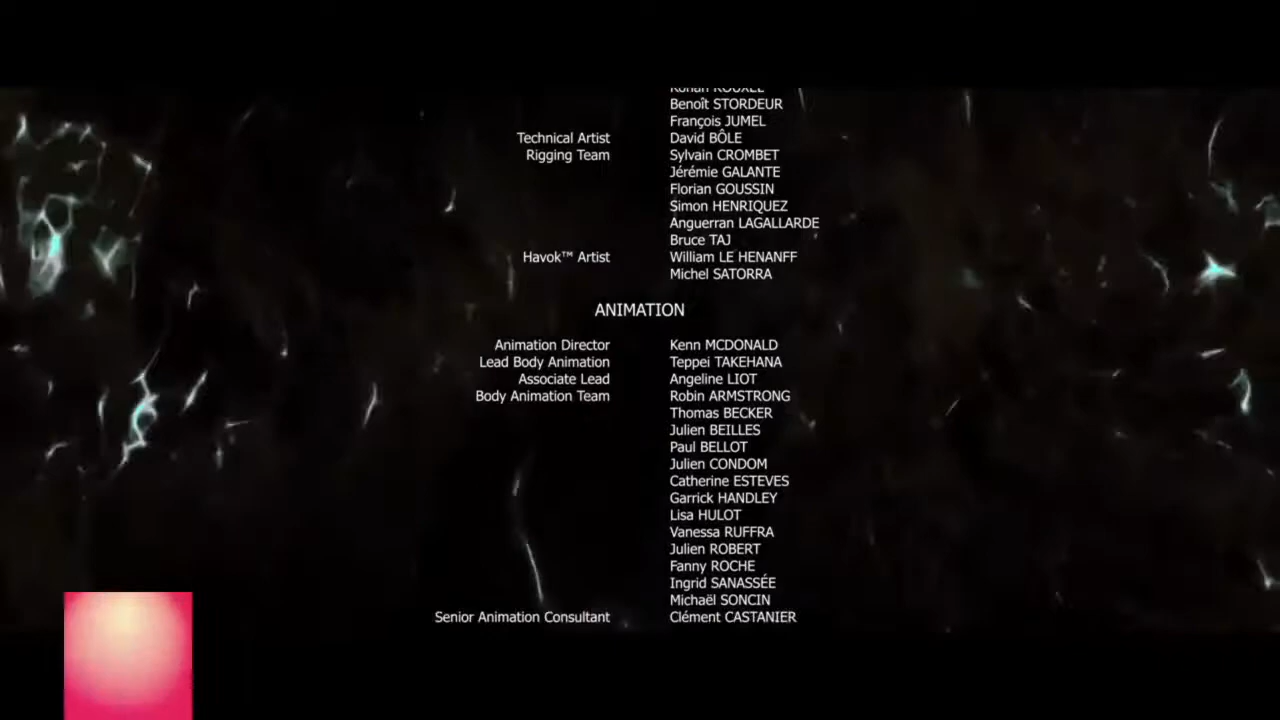 Benoît STORDEUR
François JUMEL
Technical Artist David BÔLE
Rigging Team Sylvain CROMBET
Jérémie GALANTE
Florian GOUSSIN
Simon HENRIQUEZ
Anguerran LAGALLARDE
Bruce TAJ
Havok™ Artist William LE HENANFF
Michel SATORRA
ANIMATION
Animation Director Kenn MCDONALD
Lead Body Animation Teppei TAKEHANA
Associate Lead Angeline LIOT
Body Animation Team Robin ARMSTRONG
Thomas BECKER
Julien BEILLES
Paul BELLOT
Julien CONDOM
Catherine ESTEVES
Garrick HANDLEY
Lisa HULOT
Vanessa RUFFRA
Julien ROBERT
Fanny ROCHE
Ingrid SANASSÉE
Michaël SONCIN
Senior Animation Consultant Clément CASTANIER